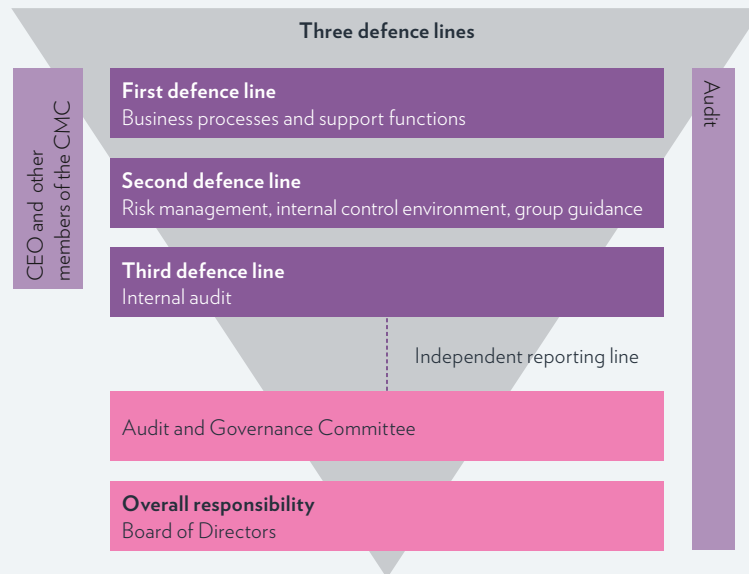 Three defence lines
First defence line
Business processes and support functions
Second defence line
Risk management, internal control environment, group guidance
Third defence line
Internal audit
Independent reporting line
Audit and Governance Committee
Overall responsibility
Board of Directors
CEO and other
members of the CMC
Audit